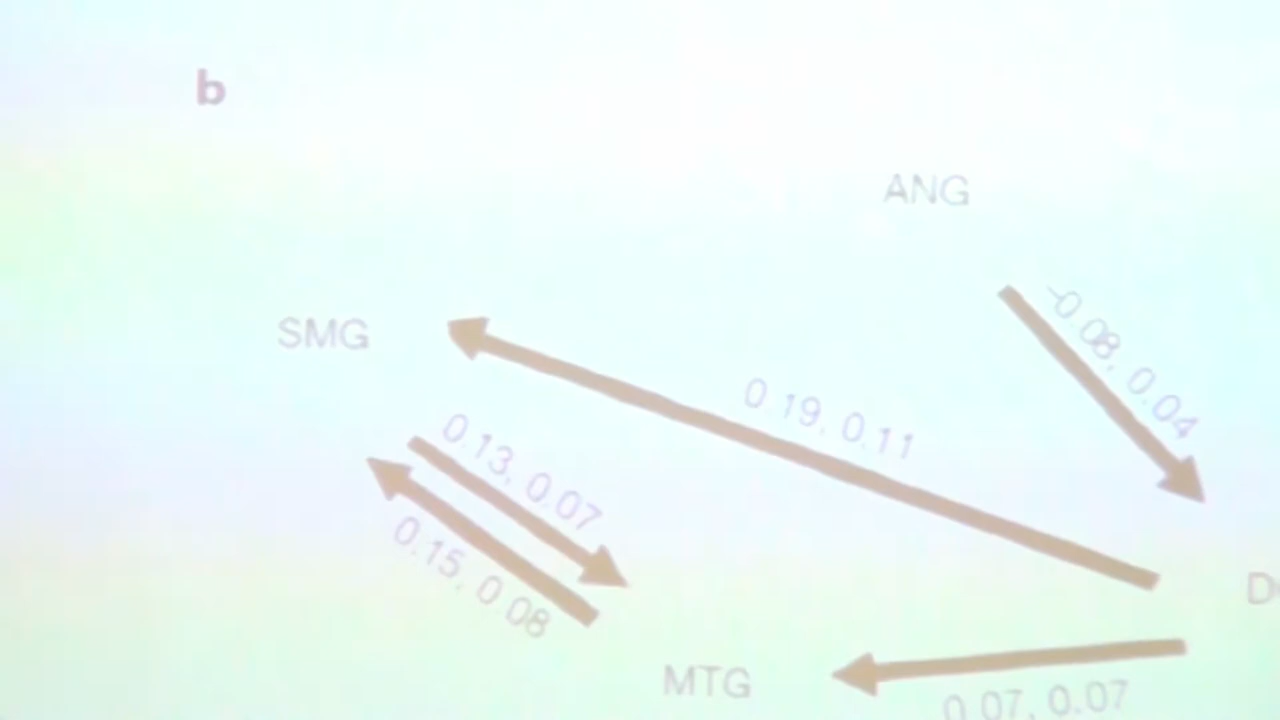 b
ANG
-0.08, 0.04
SMG
0.19, 0.11
0.13, 0.07
0.15, 0.08
MTG
0.07, 0.07